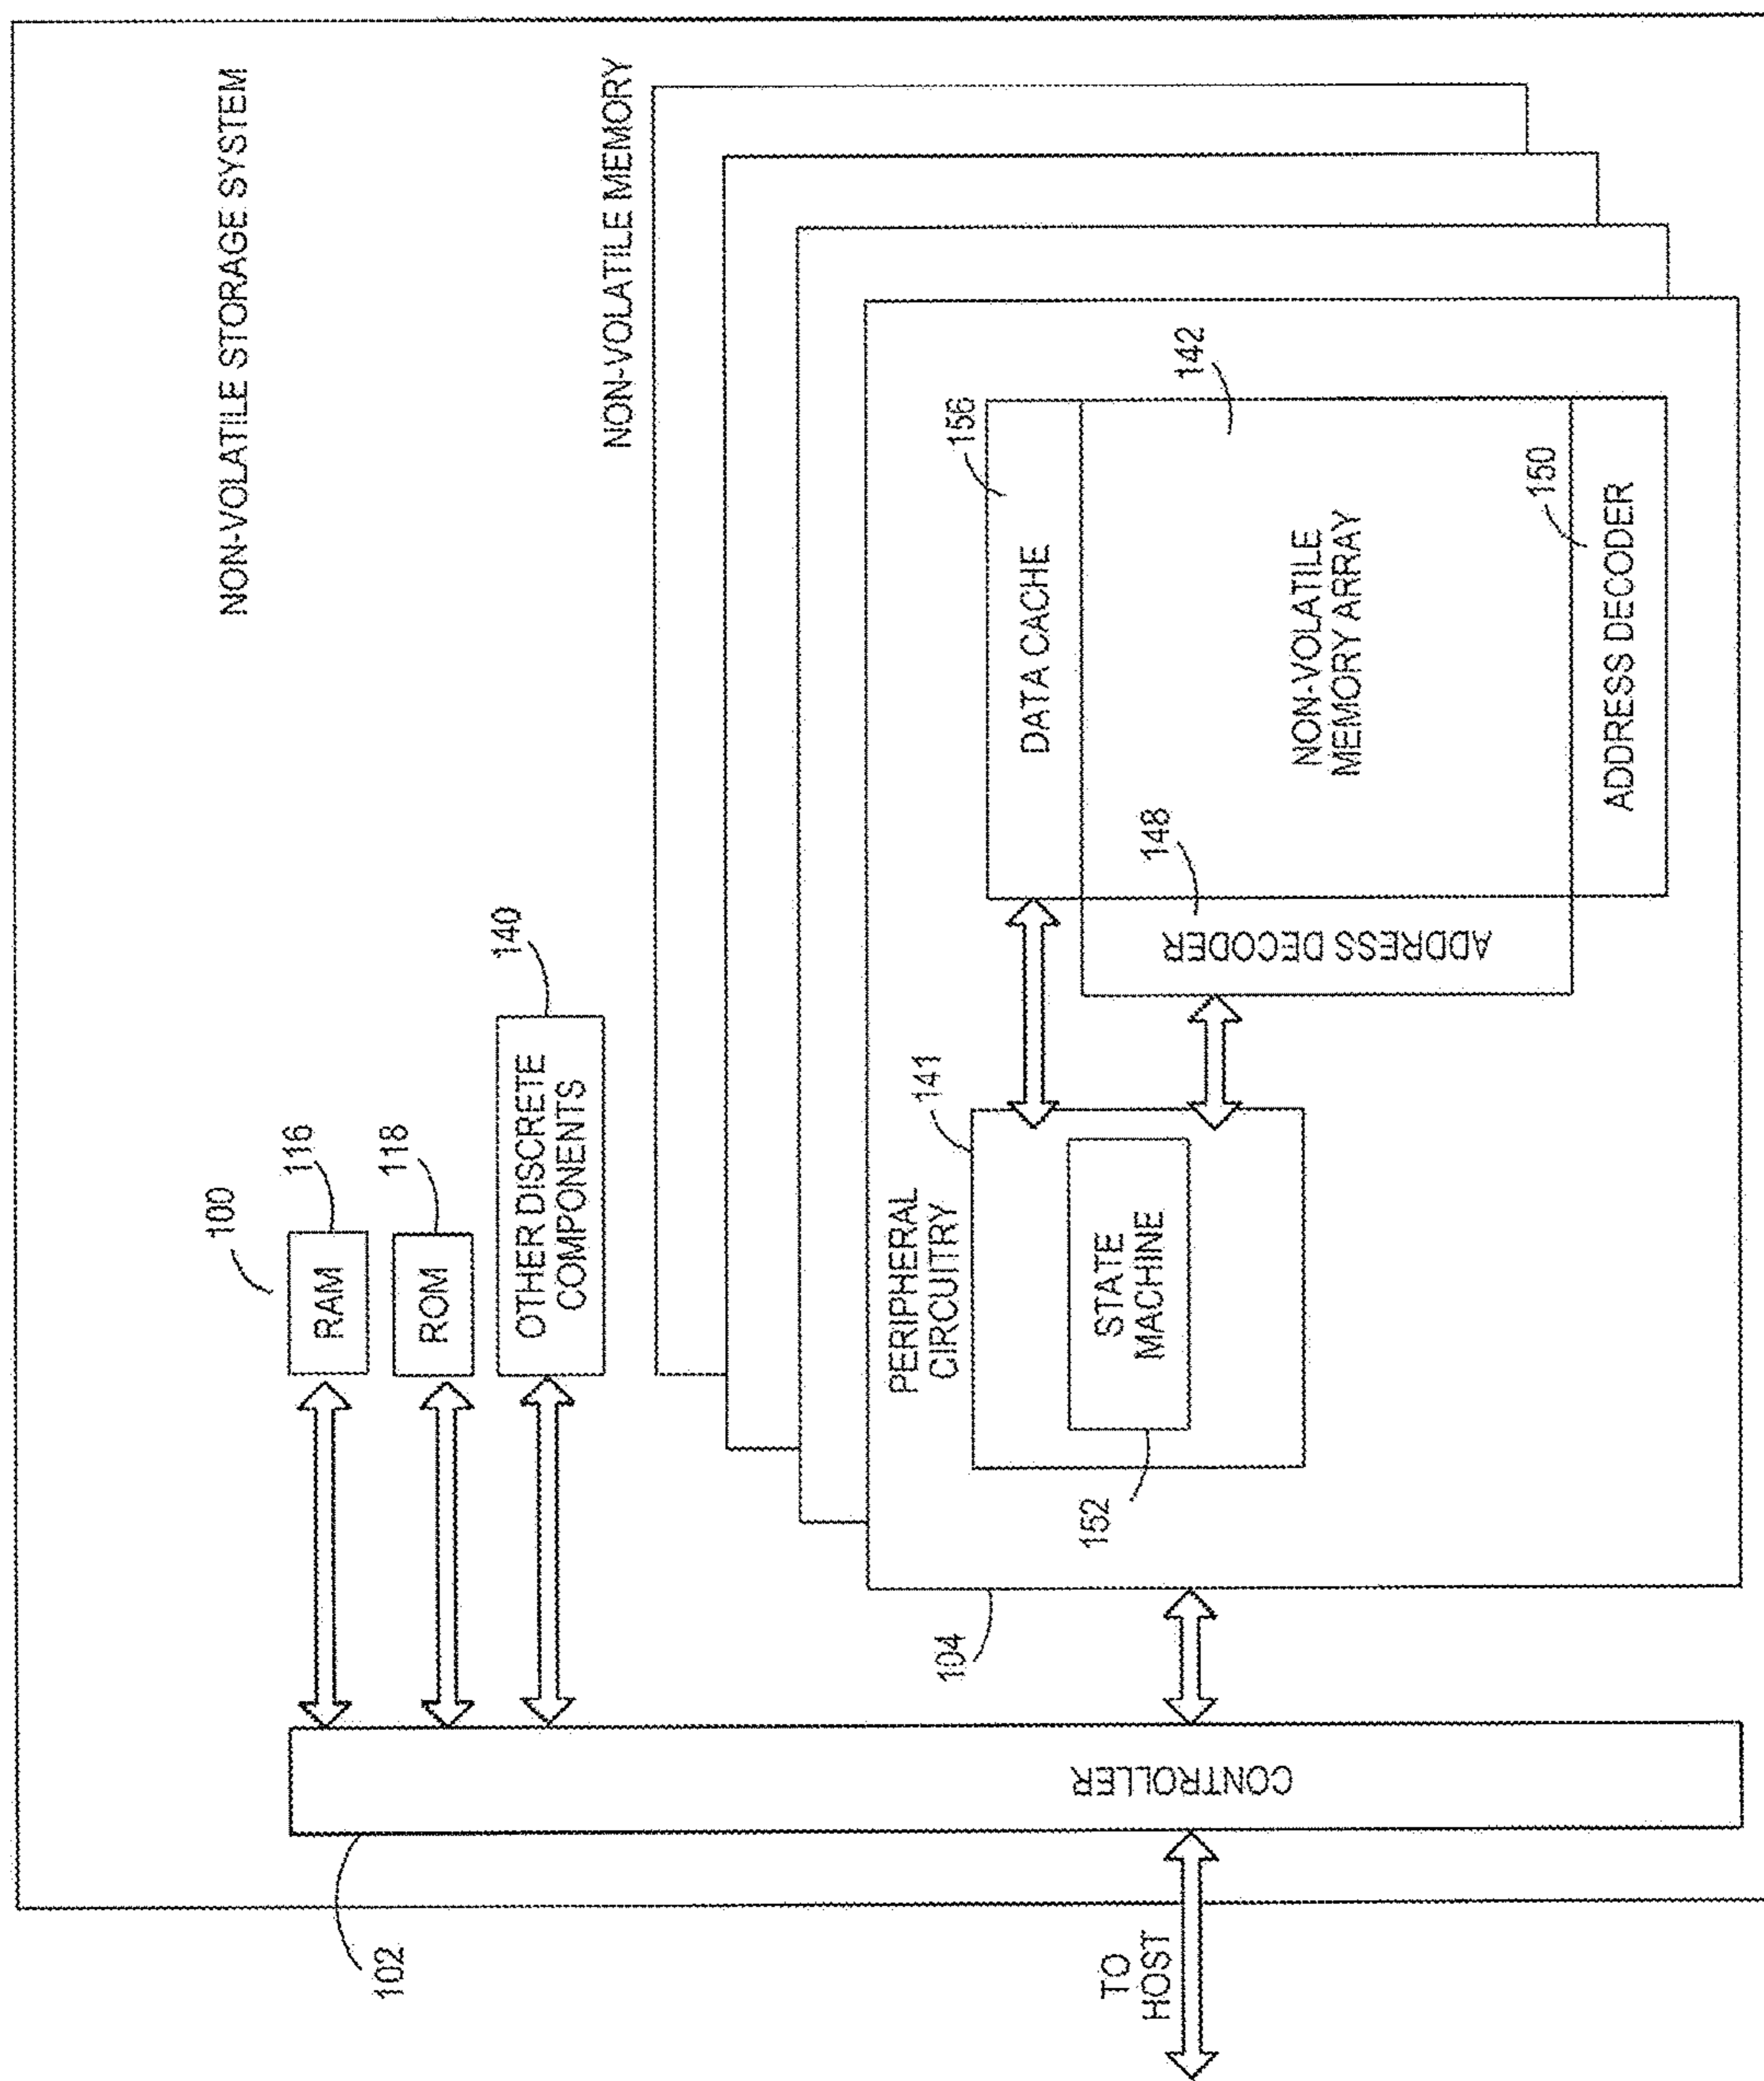 NON-VOLATILE STORAGE SYSTEM
100
RAM
116
ROM
118
OTHER DISCRETE
COMPONENTS
140
NON-VOLATILE MEMORY
102
CONTROLLER
TO
HOST
104
PERIPHERAL
CIRCUITRY
141
STATE
MACHINE
152
DATA CACHE
156
ADDRESS DECODER
148
NON-VOLATILE
MEMORY ARRAY
142
ADDRESS DECODER
150